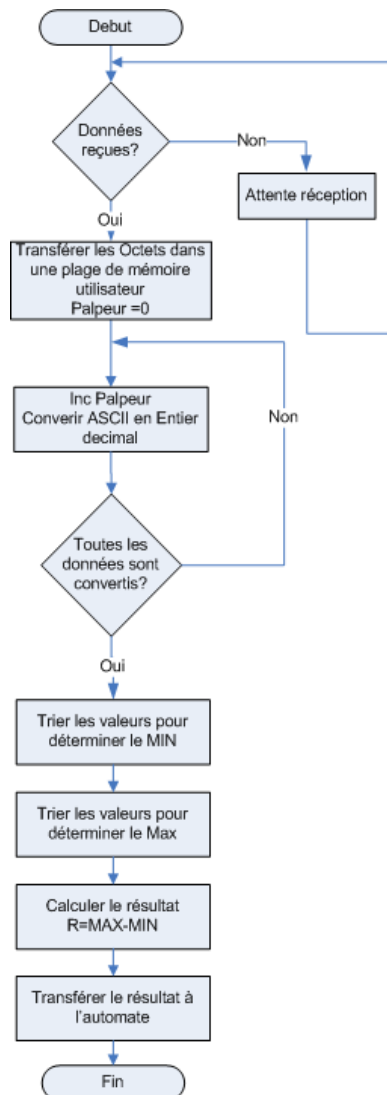 Debut
Données
reçues?
Non
Attente réception
Oui
Transférer les Octets dans
une plage de mémoire
utilisateur
Palpeur =0
Inc Palpeur
Converir ASCII en Entier
decimal
Non
Toutes les
données sont
convertis?
Oui
Trier les valeurs pour
déterminer le MIN
Trier les valeurs pour
déterminer le Max
Calculer le résultat
R=MAX-MIN
Transférer le résultat à
l'automate
Fin